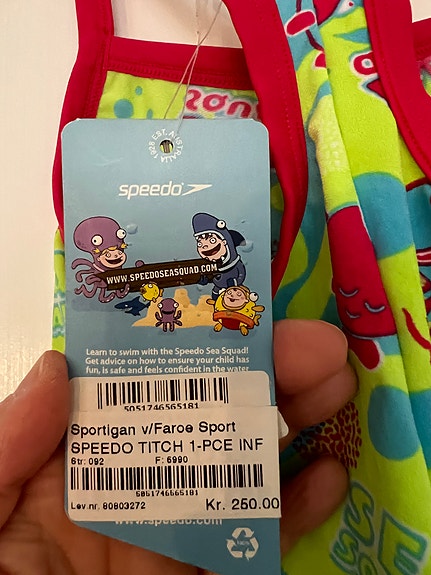 1928 EST. AUSTRALIA
speedo
WWW.SPEEDOSEASQUAD.COM
Learn to swim with the Speedo Sea Squad!
Get advice on how to ensure your child has
fun, is safe and feels confident in the water
5051746565181
Sportigan v/Faroe Sport
SPEEDO TITCH 1-PCE INF
Str: 092 F: 6990
5051746565181
Lev.nr. 80803272 Kr. 250.00
www.speedo.com